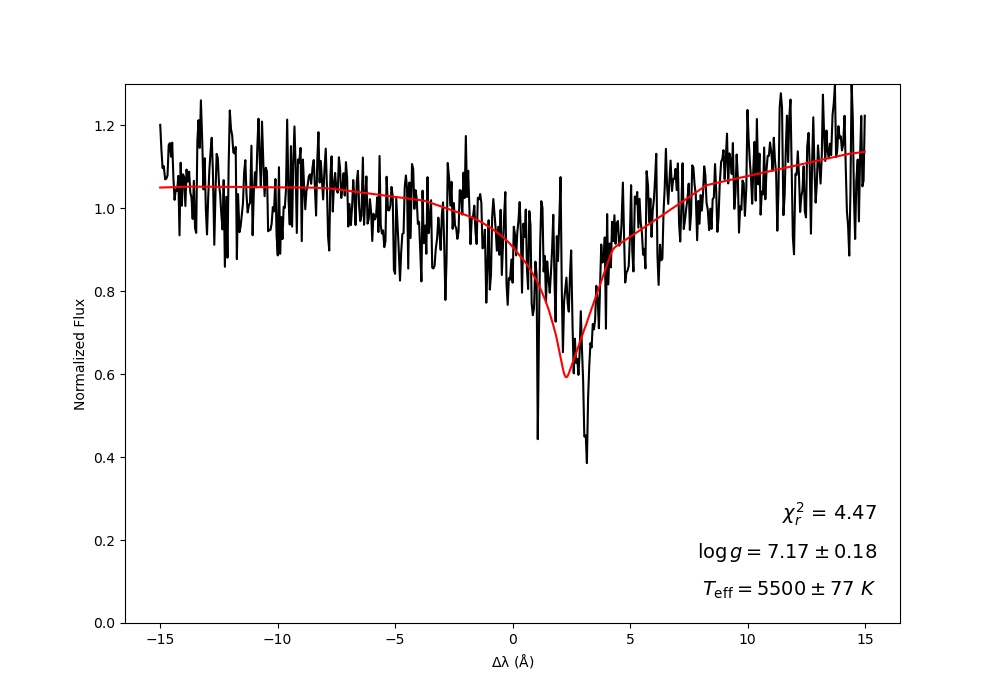 Normalized Flux
1.2
1.0
0.8
0.6
0.4
0.2
0.0
χ²ᵣ = 4.47
log g = 7.17 ± 0.18
T_eff = 5500 ± 77 K
−15 −10 −5 0 5 10 15
Δλ (Å)